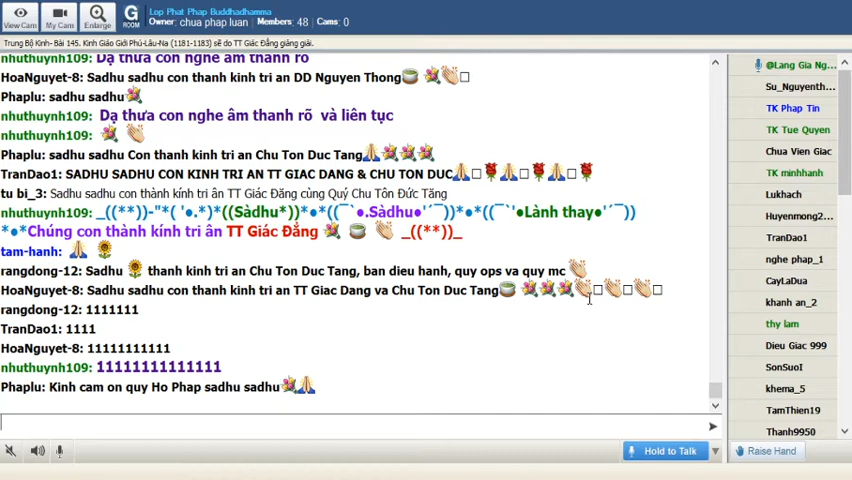 Lop Phat Phap Buddhadhamma
Owner: chua phap luan Members: 48 Cams: 0
View Cam
My Cam
Enlarge
G
ROOM
Trung Bộ Kinh- Bài 145. Kinh Giáo Giới Phú-Lâu-Na (1181-1183) sẽ do TT Giác Đẳng giảng giải.
nhuthuynh109: Dạ thưa con nghe âm thanh rõ
HoaNguyet-8: Sadhu sadhu con thanh kinh tri an DD Nguyen Thong
Phaplu: sadhu sadhu
nhuthuynh109: Dạ thưa con nghe âm thanh rõ và liên tục
nhuthuynh109:
Phaplu: sadhu sadhu Con thanh kinh tri an Chu Ton Duc Tang
TranDao1: SADHU SADHU CON KINH TRI AN TT GIAC DANG & CHU TON DUC
tu bi_3: Sadhu sadhu con thành kính tri ân TT Giác Đăng cùng Quý Chư Tôn Đức Tăng
nhuthuynh109: _((**))-"*( '•.*)*((Sàdhu*))*•*((¯`•.Sàdhu•'´¯))*•*((¯`'•Lành thay•'´¯))
*•*Chúng con thành kính tri ân TT Giác Đẳng _((**))_
tam-hanh:
rangdong-12: Sadhu thanh kinh tri an Chu Ton Duc Tang, ban dieu hanh, quy ops va quy mc
HoaNguyet-8: Sadhu sadhu con thanh kinh tri an TT Giac Dang va Chu Ton Duc Tang
rangdong-12: 1111111
TranDao1: 1111
HoaNguyet-8: 11111111111
nhuthuynh109: 1111111111111
Phaplu: Kinh cam on quy Ho Phap sadhu sadhu
Hold to Talk
@Lang Gia Ng...
Su_Nguyenth...
TK Phap Tin
TK Tue Quyen
Chua Vien Giac
TK minhhanh
Lukhach
Huyenmong2...
TranDao1
nghe phap_1
CayLaDua
khanh an_2
thy lam
Dieu Giac 999
SonSuoI
khema_5
TamThien19
Thanh9950
Raise Hand